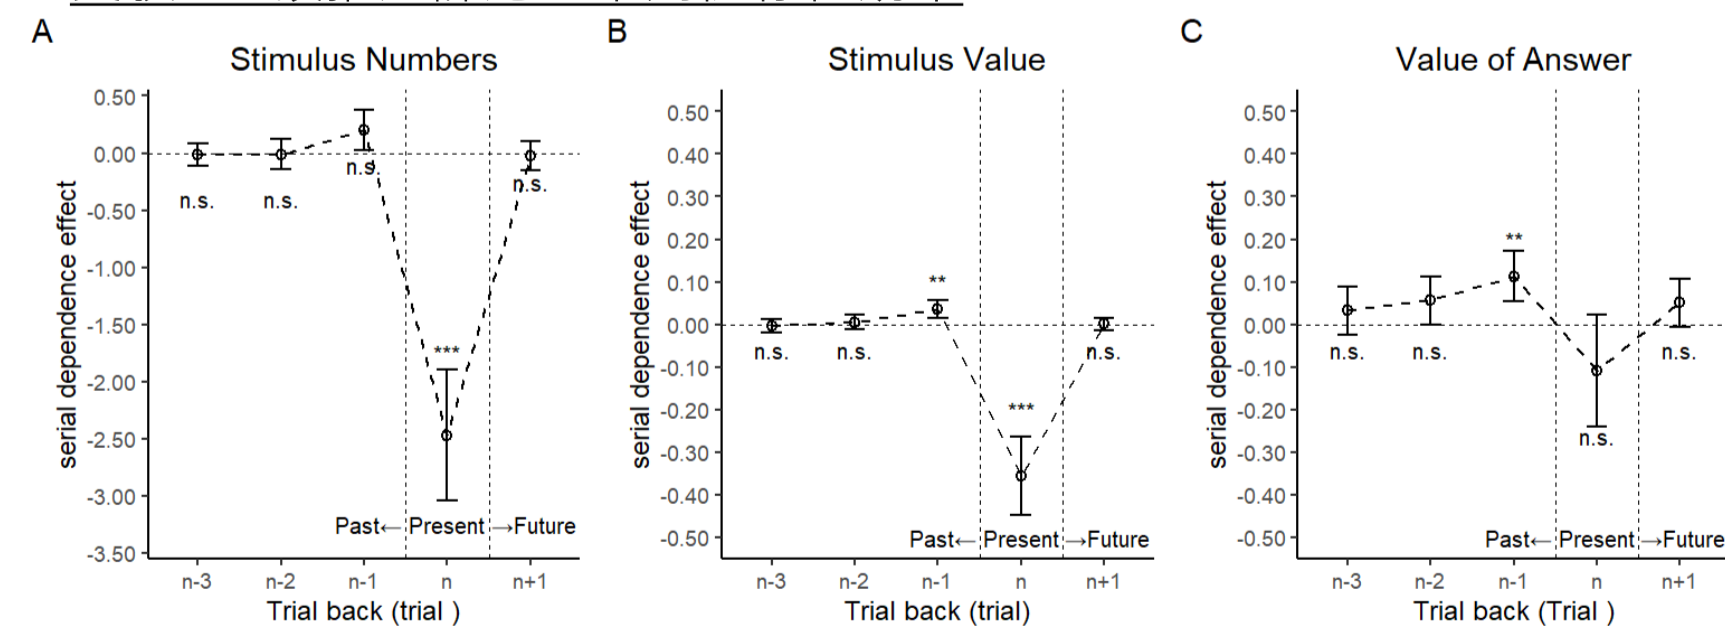 A
Stimulus Numbers
serial dependence effect
0.50
0.00
-0.50
-1.00
-1.50
-2.00
-2.50
-3.00
-3.50
n.s.
n.s.
n.s.
***
n.s.
Past← Present →Future
n-3 n-2 n-1 n n+1
Trial back (trial )
B
Stimulus Value
serial dependence effect
0.50
0.40
0.30
0.20
0.10
0.00
-0.10
-0.20
-0.30
-0.40
-0.50
n.s.
n.s.
**
***
n.s.
Past← Present →Future
n-3 n-2 n-1 n n+1
Trial back (trial)
C
Value of Answer
serial dependence effect
0.50
0.40
0.30
0.20
0.10
0.00
-0.10
-0.20
-0.30
-0.40
-0.50
n.s.
n.s.
**
n.s.
n.s.
Past← Present →Future
n-3 n-2 n-1 n n+1
Trial back (Trial )